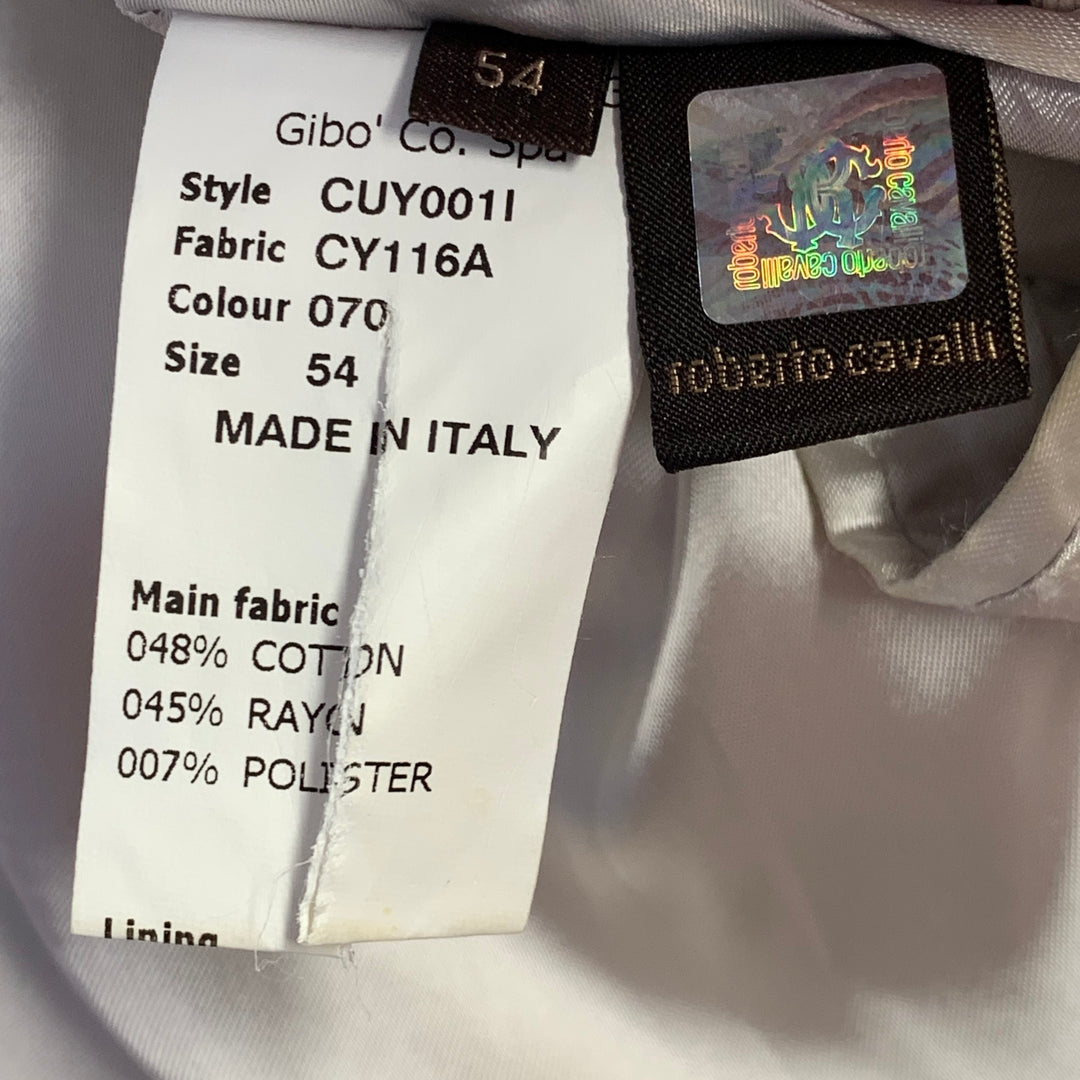 54
Gibo' Co. Spa
Style CUY001I
Fabric CY116A
Colour 070
Size 54
MADE IN ITALY
Main fabric
048% COTTON
045% RAYON
007% POLISTER
Lining
roberto cavalli
roberto cavalli
roberto cavalli